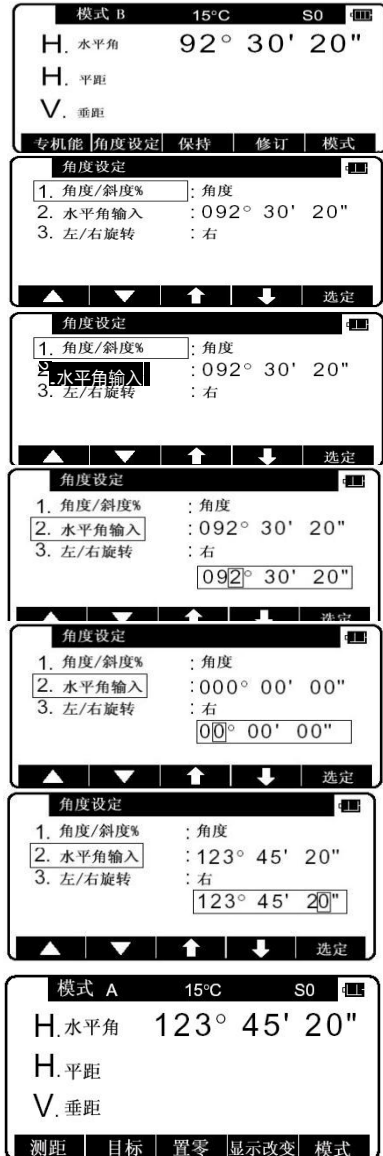 模式 B 15°C S0
H. 水平角 92° 30' 20"
H. 平距
V. 垂距
专机能 角度设定 保持 修订 模式
角度设定
1. 角度/斜度% : 角度
2. 水平角输入 : 092° 30' 20"
3. 左/右旋转 : 右
选定
角度设定
1. 角度/斜度% : 角度
2. 水平角输入 : 092° 30' 20"
3. 左/右旋转 : 右
选定
角度设定
1. 角度/斜度% : 角度
2. 水平角输入 : 092° 30' 20"
3. 左/右旋转 : 右
092° 30' 20"
选定
角度设定
1. 角度/斜度% : 角度
2. 水平角输入 : 000° 00' 00"
3. 左/右旋转 : 右
00° 00' 00"
选定
角度设定
1. 角度/斜度% : 角度
2. 水平角输入 : 123° 45' 20"
3. 左/右旋转 : 右
123° 45' 20"
选定
模式 A 15°C S0
H. 水平角 123° 45' 20"
H. 平距
V. 垂距
测距 目标 置零 显示改变 模式